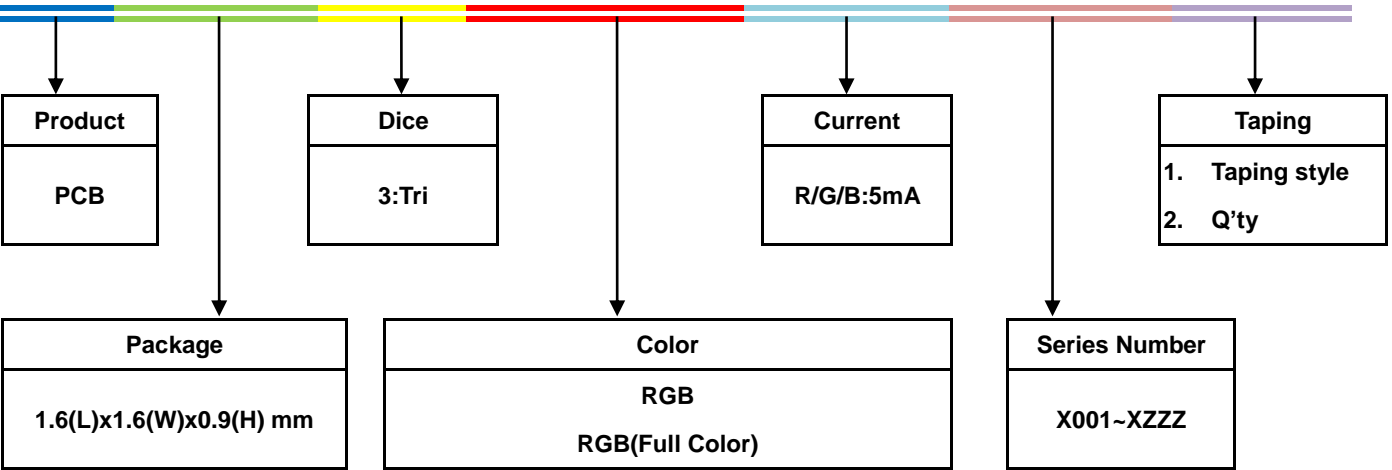 Product
PCB
Dice
3:Tri
Current
R/G/B:5mA
Taping
1. Taping style
2. Q’ty
Package
1.6(L)x1.6(W)x0.9(H) mm
Color
RGB
RGB(Full Color)
Series Number
X001~XZZZ